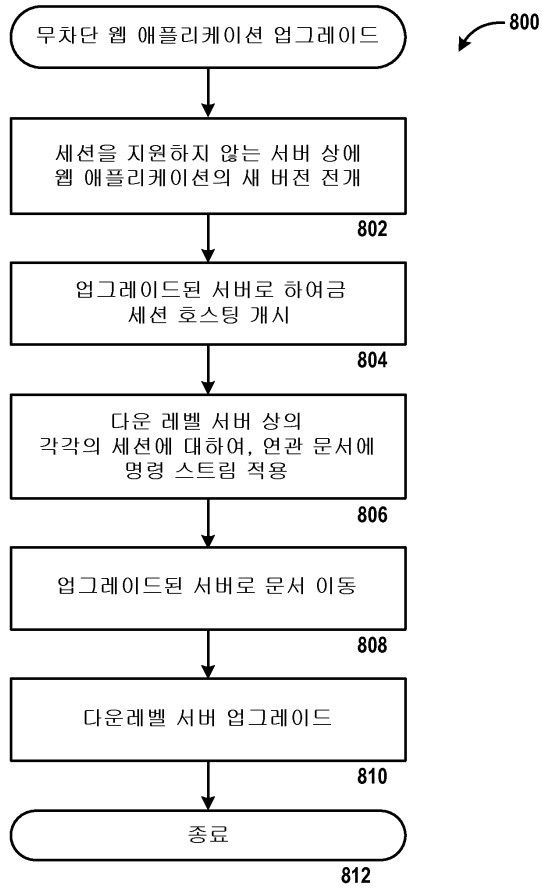 무차단 웹 애플리케이션 업그레이드
800
세션을 지원하지 않는 서버 상에
웹 애플리케이션의 새 버전 전개
802
업그레이드된 서버로 하여금
세션 호스팅 개시
804
다운 레벨 서버 상의
각각의 세션에 대하여, 연관 문서에
명령 스트림 적용
806
업그레이드된 서버로 문서 이동
808
다운레벨 서버 업그레이드
810
종료
812